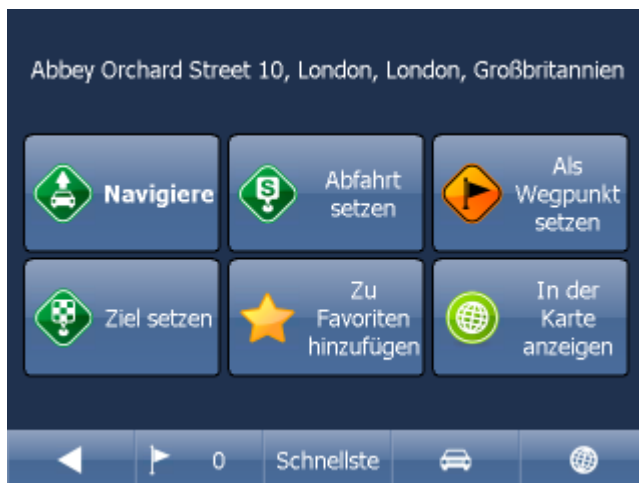 Abbey Orchard Street 10, London, London, Großbritannien
Navigiere
Abfahrt
setzen
Als
Wegpunkt
setzen
Ziel setzen
Zu
Favoriten
hinzufügen
In der
Karte
anzeigen
0
Schnellste